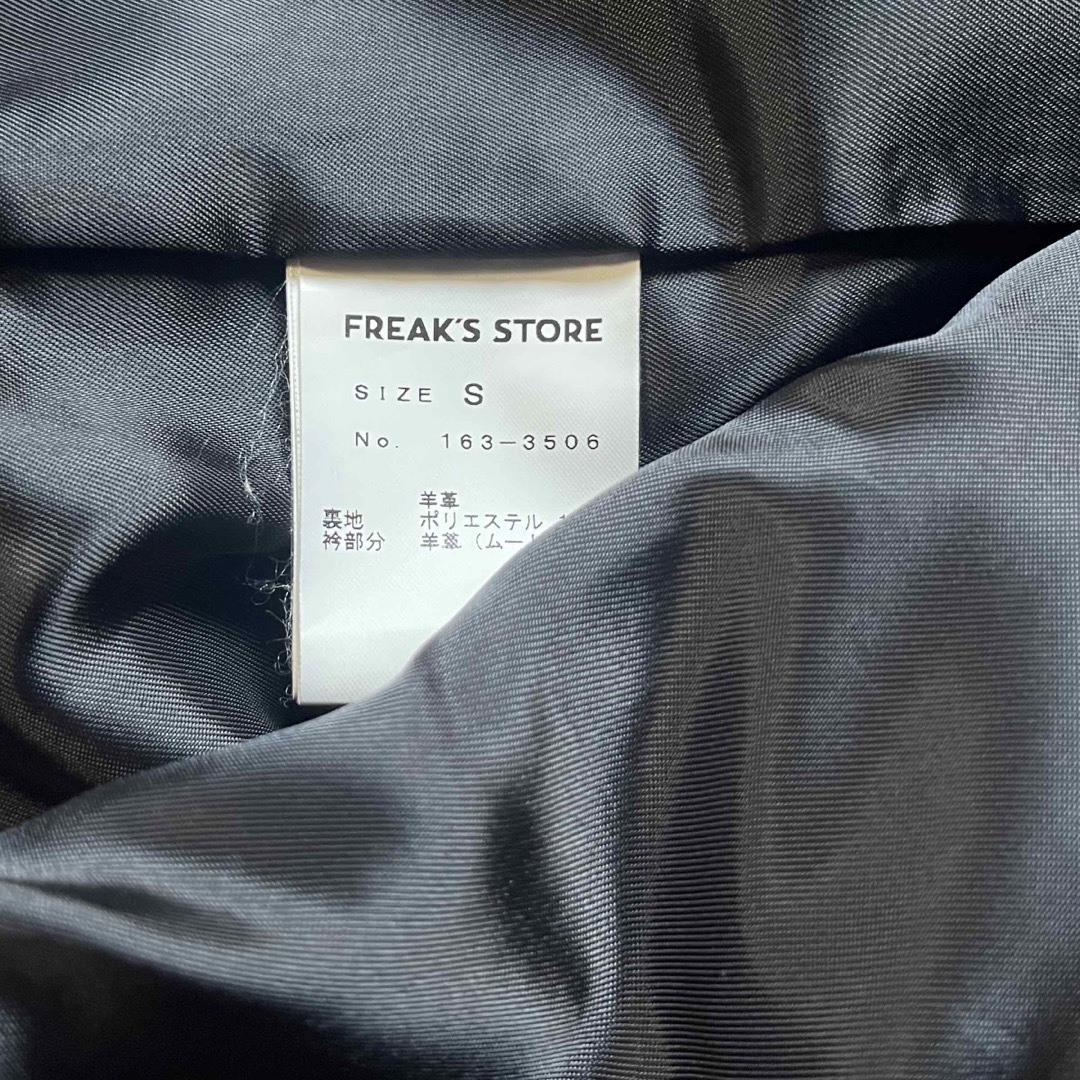 FREAK'S STORE
SIZE S
No. 163-3506
羊革
裏地 ポリエステル
衿部分 羊革（ムート